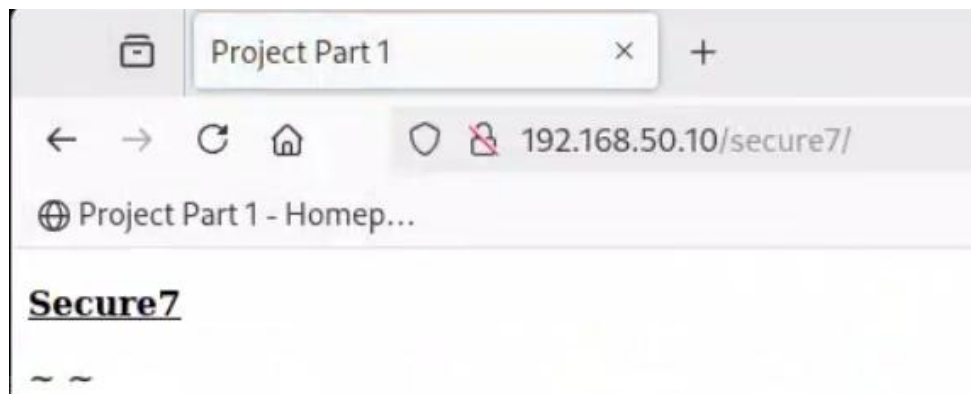 Project Part 1
192.168.50.10/secure7/
Project Part 1 - Homep...
Secure7
~ ~